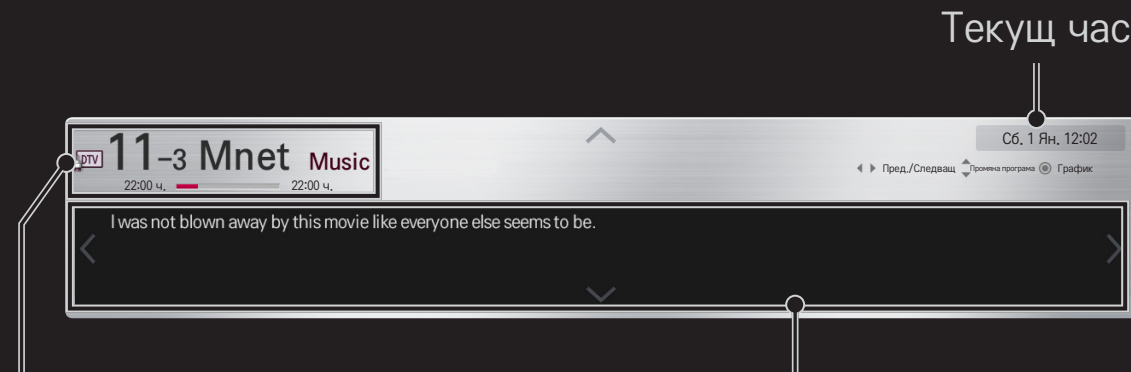 Текущ час
DTV 11-3 Mnet Music
22:00 ч. 22:00 ч.
Сб. 1 Ян. 12:02
Пред./Следващ Промяна програма График
I was not blown away by this movie like everyone else seems to be.